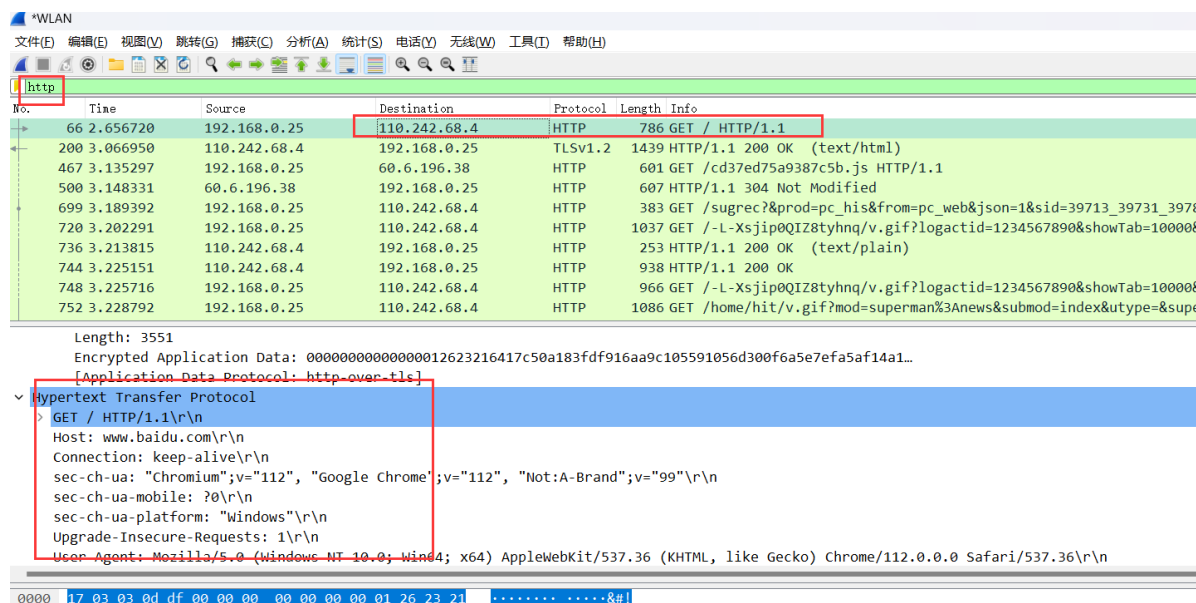 *WLAN
文件(F) 编辑(E) 视图(V) 跳转(G) 捕获(C) 分析(A) 统计(S) 电话(Y) 无线(W) 工具(T) 帮助(H)
http
No. Time Source Destination Protocol Length Info
66 2.656720 192.168.0.25 110.242.68.4 HTTP 786 GET / HTTP/1.1
200 3.066950 110.242.68.4 192.168.0.25 TLSv1.2 1439 HTTP/1.1 200 OK (text/html)
467 3.135297 192.168.0.25 60.6.196.38 HTTP 601 GET /cd37ed75a9387c5b.js HTTP/1.1
500 3.148331 60.6.196.38 192.168.0.25 HTTP 607 HTTP/1.1 304 Not Modified
699 3.189392 192.168.0.25 110.242.68.4 HTTP 383 GET /sugrec?&prod=pc_his&from=pc_web&json=1&sid=39713_39731_3978
720 3.202291 192.168.0.25 110.242.68.4 HTTP 1037 GET /-L-Xsjip0QIZ8tyhnq/v.gif?logactid=1234567890&showTab=10000&
736 3.213815 110.242.68.4 192.168.0.25 HTTP 253 HTTP/1.1 200 OK (text/plain)
744 3.225151 110.242.68.4 192.168.0.25 HTTP 938 HTTP/1.1 200 OK
748 3.225716 192.168.0.25 110.242.68.4 HTTP 966 GET /-L-Xsjip0QIZ8tyhnq/v.gif?logactid=1234567890&showTab=10000&
752 3.228792 192.168.0.25 110.242.68.4 HTTP 1086 GET /home/hit/v.gif?mod=superman%3Anews&submod=index&utype=&supe
Length: 3551
Encrypted Application Data: 00000000000000012623216417c50a183fdf916aa9c105591056d300f6a5e7efa5af14a1…
[Application Data Protocol: http-over-tls]
Hypertext Transfer Protocol
GET / HTTP/1.1\r\n
Host: www.baidu.com\r\n
Connection: keep-alive\r\n
sec-ch-ua: "Chromium";v="112", "Google Chrome";v="112", "Not:A-Brand";v="99"\r\n
sec-ch-ua-mobile: ?0\r\n
sec-ch-ua-platform: "Windows"\r\n
Upgrade-Insecure-Requests: 1\r\n
User-Agent: Mozilla/5.0 (Windows NT 10.0; Win64; x64) AppleWebKit/537.36 (KHTML, like Gecko) Chrome/112.0.0.0 Safari/537.36\r\n
0000 17 03 03 0d df 00 00 00 00 00 00 00 01 26 23 21 ········ ·····&#!